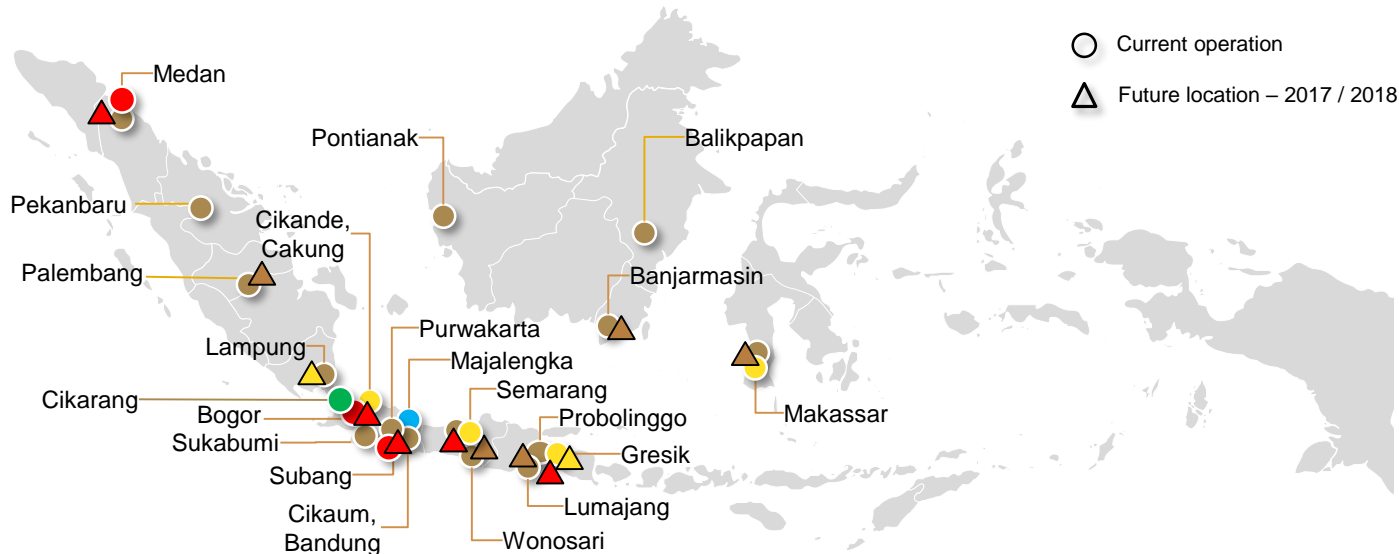 Current operation
Medan
Future location – 2017 / 2018
Pontianak
Balikpapan
Pekanbaru
Cikande,
Cakung
Palembang
Banjarmasin
Purwakarta
Lampung
Majalengka
Semarang
Cikarang
Probolinggo
Makassar
Bogor
Sukabumi
Gresik
Subang
Lumajang
Cikaum,
Bandung
Wonosari